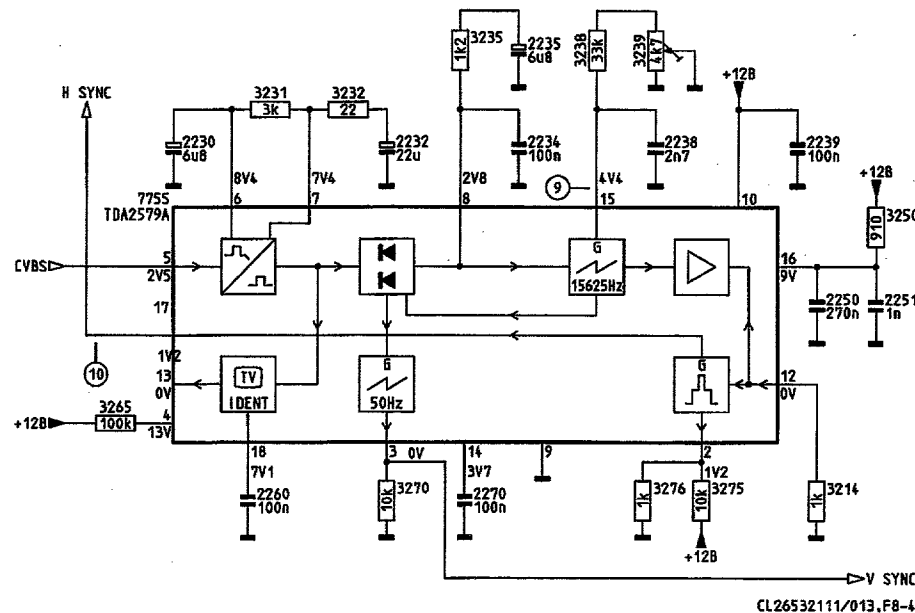 H SYNC
2230
6u8
3231
3k
3232
22
2232
22u
3235
1k2
2235
6u8
2234
100n
3238
33k
3239
4k7
2238
2n7
+12B
2239
100n
+12B
3250
910
8V4
6
7V4
7
2V8
8
9
4V4
15
10
7755
TDA2579A
CVBS
5
2V5
G
15625Hz
16
9V
2250
270n
2251
1n
17
10
1V2
13
0V
TV
IDENT
G
50Hz
G
12
0V
+12B
3265
100k
4
13V
18
7V1
3
0V
14
3V7
9
2
1V2
2260
100n
10k
3270
2270
100n
1k
3276
10k
3275
+12B
1k
3214
V SYNC
CL26532111/013.F8-4